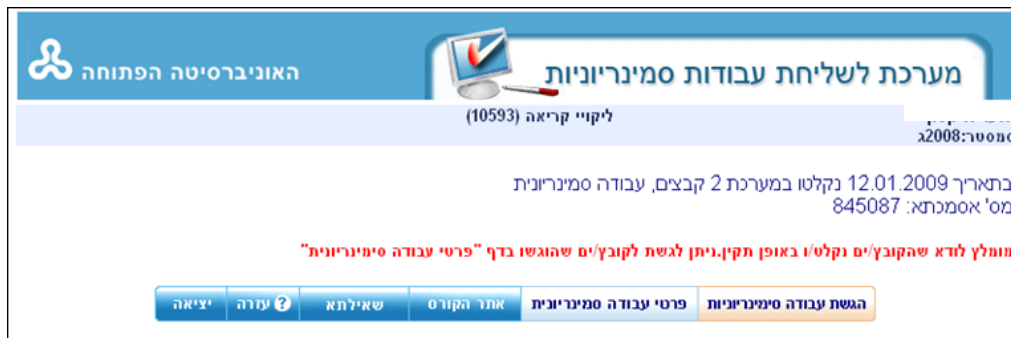 מערכת לשליחת עבודות סמינריוניות
האוניברסיטה הפתוחה
ליקויי קריאה (10593)
סמסטר:2008ג
בתאריך 12.01.2009 נקלטו במערכת 2 קבצים, עבודה סמינריונית
מס' אסמכתא: 845087
מומלץ לודא שהקובץ/ים נקלט/ו באופן תקין.ניתן לגשת לקובץ/ים שהוגשו בדף "פרטי עבודה סימינריונית"
הגשת עבודה סימינריוניות פרטי עבודה סמינריונית אתר הקורס שאילתא ? עזרה יציאה